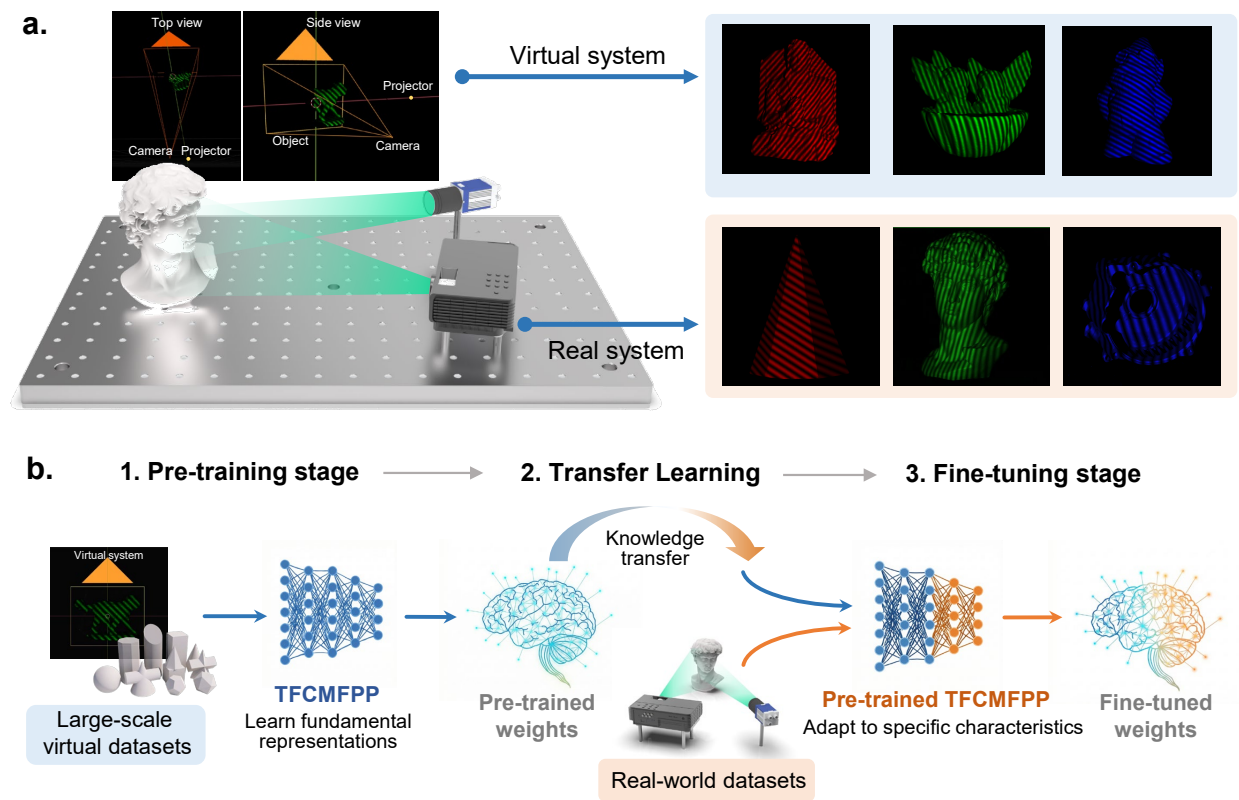 a.
Top view
Side view
Projector
Object
Camera
Camera Projector
Virtual system
Real system
b.
1. Pre-training stage
2. Transfer Learning
3. Fine-tuning stage
Knowledge
transfer
Virtual system
TFCMFPP
Learn fundamental
representations
Pre-trained
weights
Pre-trained TFCMFPP
Adapt to specific characteristics
Fine-tuned
weights
Large-scale
virtual datasets
Real-world datasets